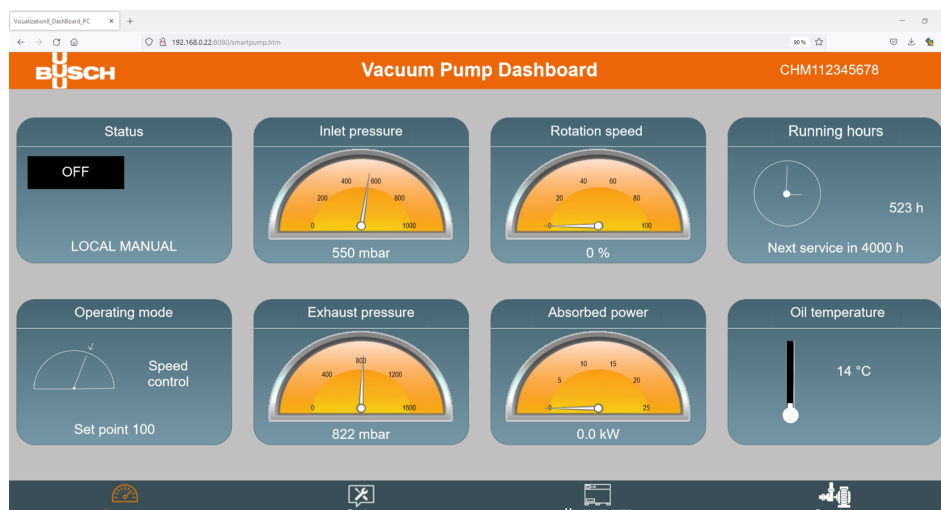 Visualization8_DashBoard_PC
192.168.0.22:8080/smartpump.htm
90 %
BUSCH
Vacuum Pump Dashboard
CHM112345678
Status
OFF
LOCAL MANUAL
Inlet pressure
0
200
400
600
800
1000
550 mbar
Rotation speed
0
20
40
60
80
100
0 %
Running hours
523 h
Next service in 4000 h
Operating mode
Speed
control
Set point 100
Exhaust pressure
0
400
800
1200
1600
822 mbar
Absorbed power
0
5
10
15
20
25
0.0 kW
Oil temperature
14 °C